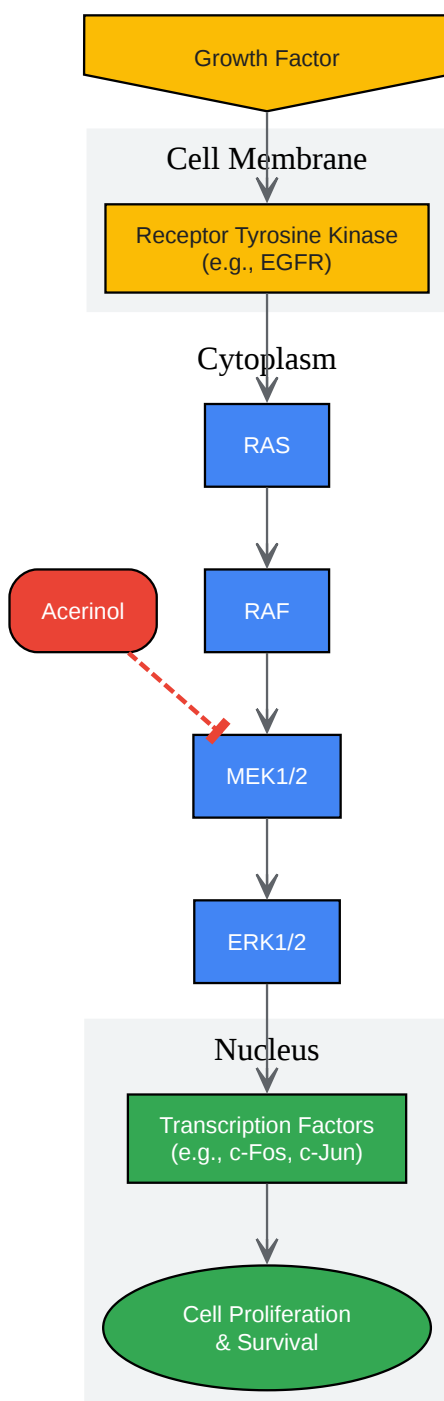 Growth Factor
Cell Membrane
Receptor Tyrosine Kinase
(e.g., EGFR)
Cytoplasm
RAS
Acerinol
RAF
MEK1/2
ERK1/2
Nucleus
Transcription Factors
(e.g., c-Fos, c-Jun)
Cell Proliferation
& Survival